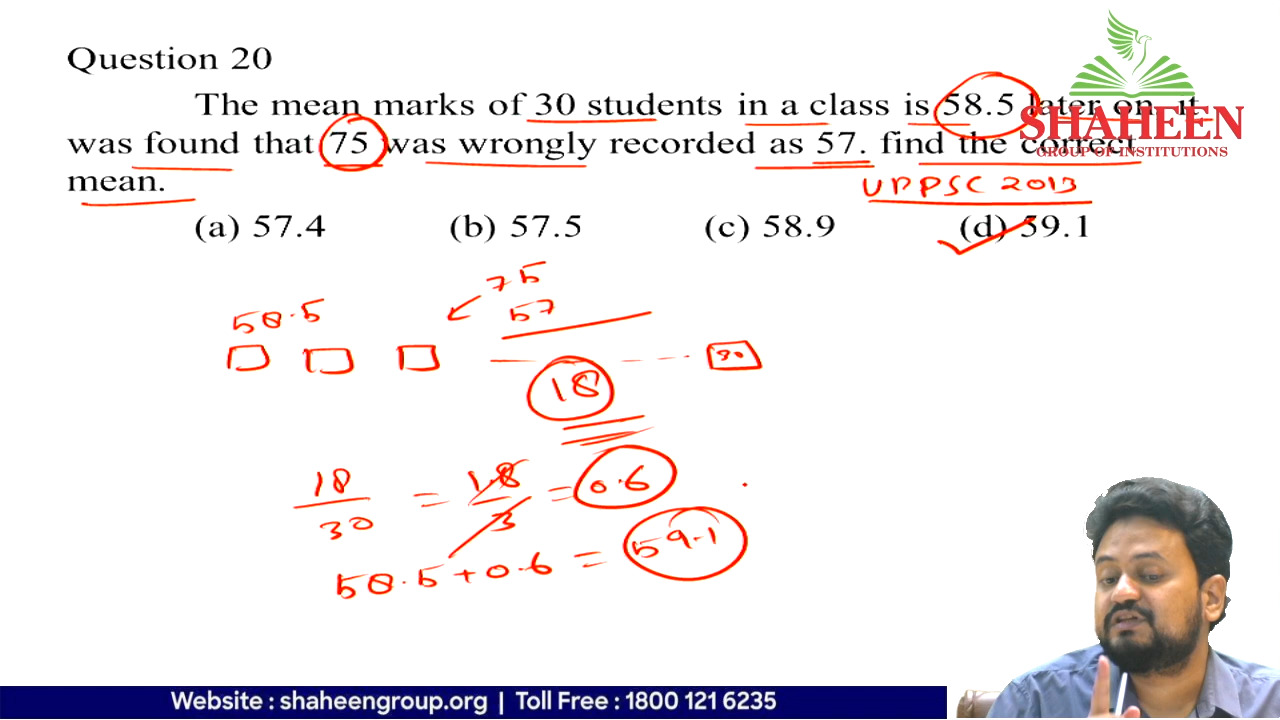 Question 20
The mean marks of 30 students in a class is 58.5 later on it
was found that 75 was wrongly recorded as 57. find the correct
mean.
UPPSC 2013
(a) 57.4 (b) 57.5 (c) 58.9 (d) 59.1
SHAHEEN
GROUP OF INSTITUTIONS
75
58.5 57
30
18
18/30 = 1.8/3 = 0.6
58.5 + 0.6 = 59.1
Website : shaheengroup.org | Toll Free : 1800 121 6235